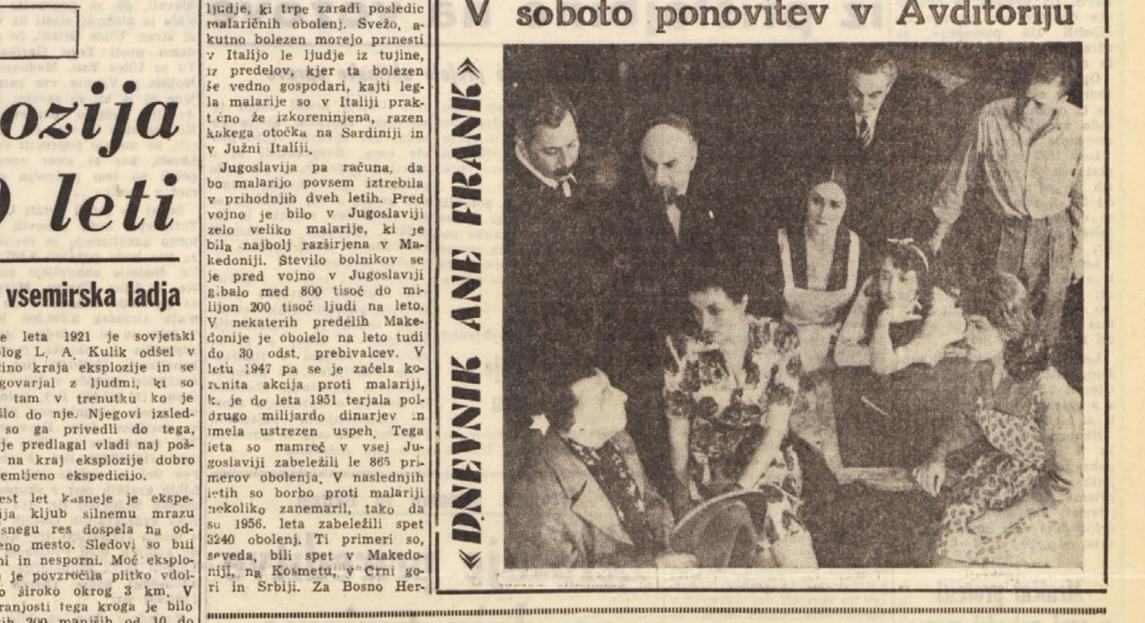 ozija
leti
vsemirska ladja
e leta 1921 je sovjetski
log L. A. Kulik odšel v
ino kraja eksplozije in se
govarjal z ljudmi, ki so
tam v trenutku ko je
šlo do nje. Njegovi izsled-
so ga privedli do tega,
je predlagal vladi naj poš-
na kraj eksplozije dobro
emljeno ekspedicijo.
est let kasneje je ekspe-
ija kljub silnemu mrazu
snegu res dospela na od-
eno mesto. Sledovi so bili
ni in nesporni. Moč eksplo-
je povzročila plitko vdol-
o široko okrog 3 km. V
ranjosti tega kroga je bilo
200 manjših od 10 do
ljudje, ki trpe zaradi posledic
malaričnih obolenj. Svežo, a-
kutno bolezen morejo prinesti
v Italijo le ljudje iz tujine,
iz predelov, kjer ta bolezen
še vedno gospodari, kajti leg-
la malarije so v Italiji prak-
t.čno že izkoreninjena, razen
kakega otočka na Sardiniji in
v Južni Italiji.
Jugoslavija pa računa, da
bo malarijo povsem iztrebila
v prihodnjih dveh letih. Pred
vojno je bilo v Jugoslaviji
zelo veliko malarije, ki je
bila najbolj razširjena v Ma-
kedoniji. Število bolnikov se
je pred vojno v Jugoslaviji
g.balo med 800 tisoč do mi-
lijon 200 tisoč ljudi na leto.
V nekaterih predelih Make-
donije je obolelo na leto tudi
do 30 odst. prebivalcev. V
letu 1947 pa se je začela ko-
renita akcija proti malariji,
k. je do leta 1951 terjala pol-
drugo milijardo dinarjev in
imela ustrezen uspeh. Tega
leta so namreč v vsej Ju-
goslaviji zabeležili le 865 pri-
merov obolenja. V naslednjih
letih so borbo proti malariji
nekoliko zanemaril, tako da
so 1956. leta zabeležili spet
3240 obolenj. Ti primeri so,
seveda, bili spet v Makedo-
niji, na Kosmetu, v Črni go-
ri in Srbiji. Za Bosno Her-
V soboto ponovitev v Avditoriju
«DNEVNIK ANE FRANK»